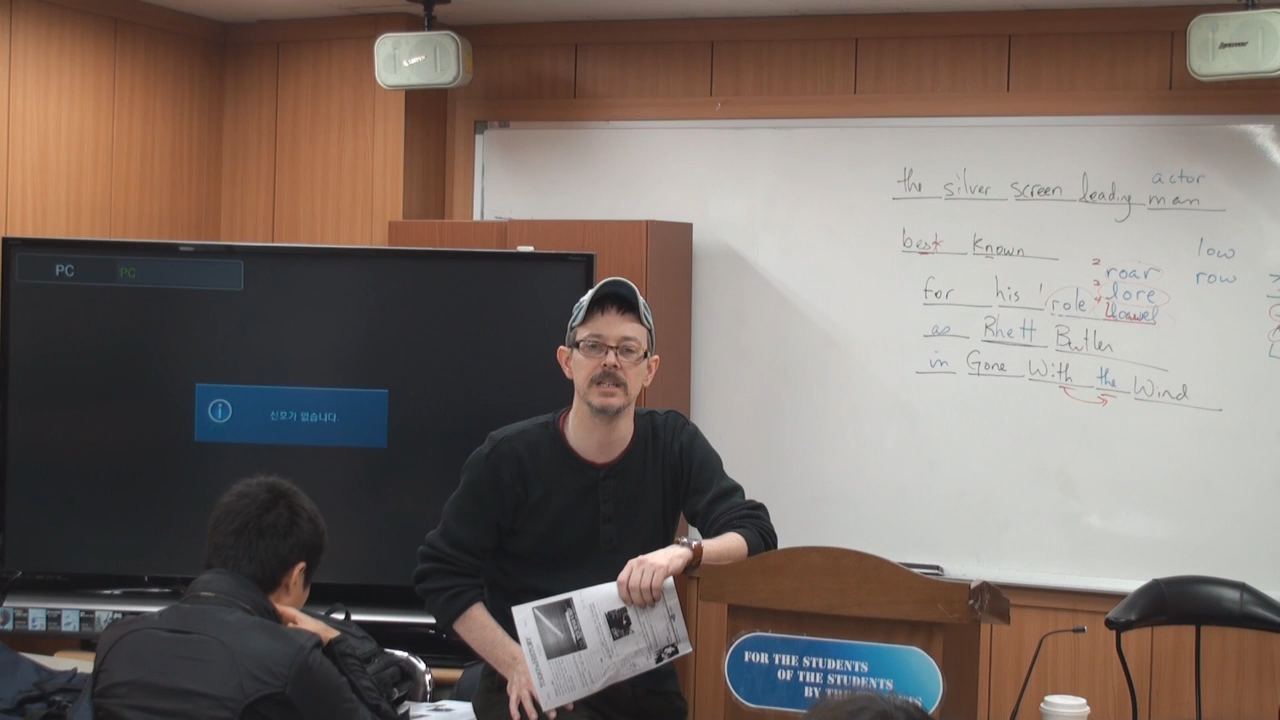 PC PC
신호가 없습니다.
the silver screen leading man
actor
best known
low
roar
row
for his role
lore
as Rhett Butler
in Gone With the Wind
FOR THE STUDENTS
OF THE STUDENTS
BY THE